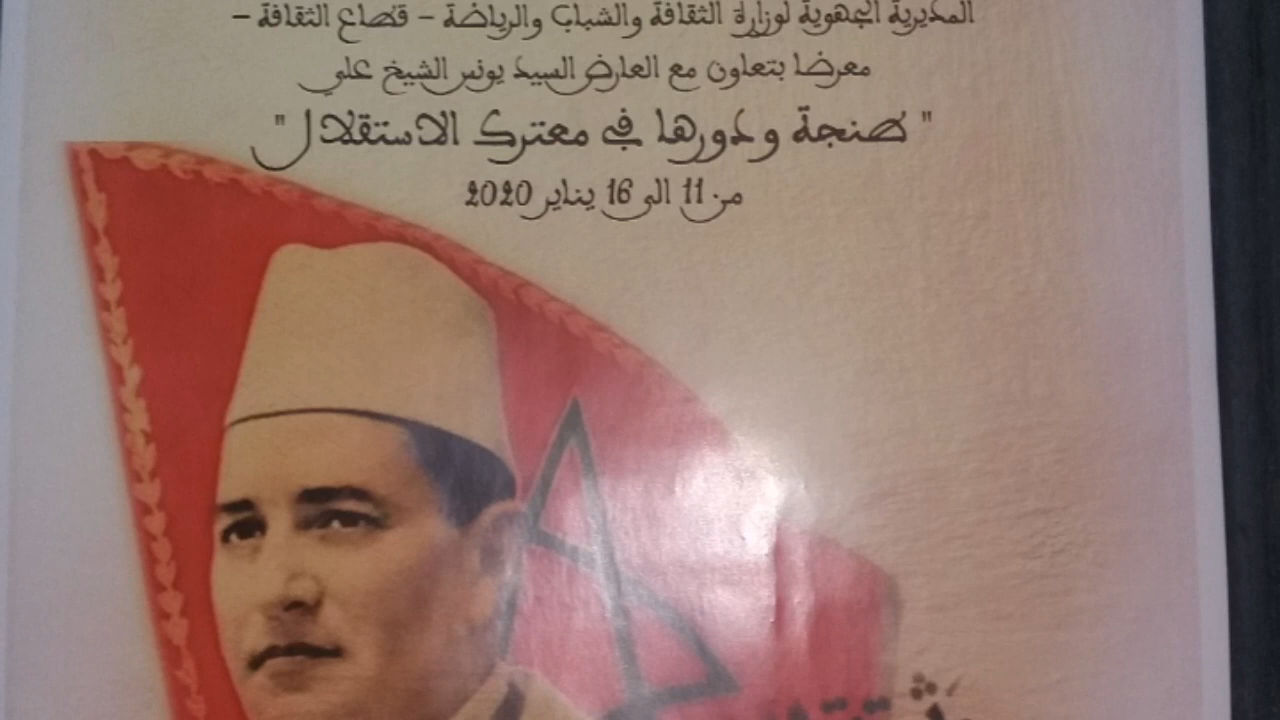 المديرية الجهوية لوزارة الثقافة والشباب والرياضة – قطاع الثقافة –
معرضا بتعاون مع العارض السيد يونس الشيخ علي
" طنجة ودورها في معترك الاستقلال "
من 11 الى 16 يناير 2020